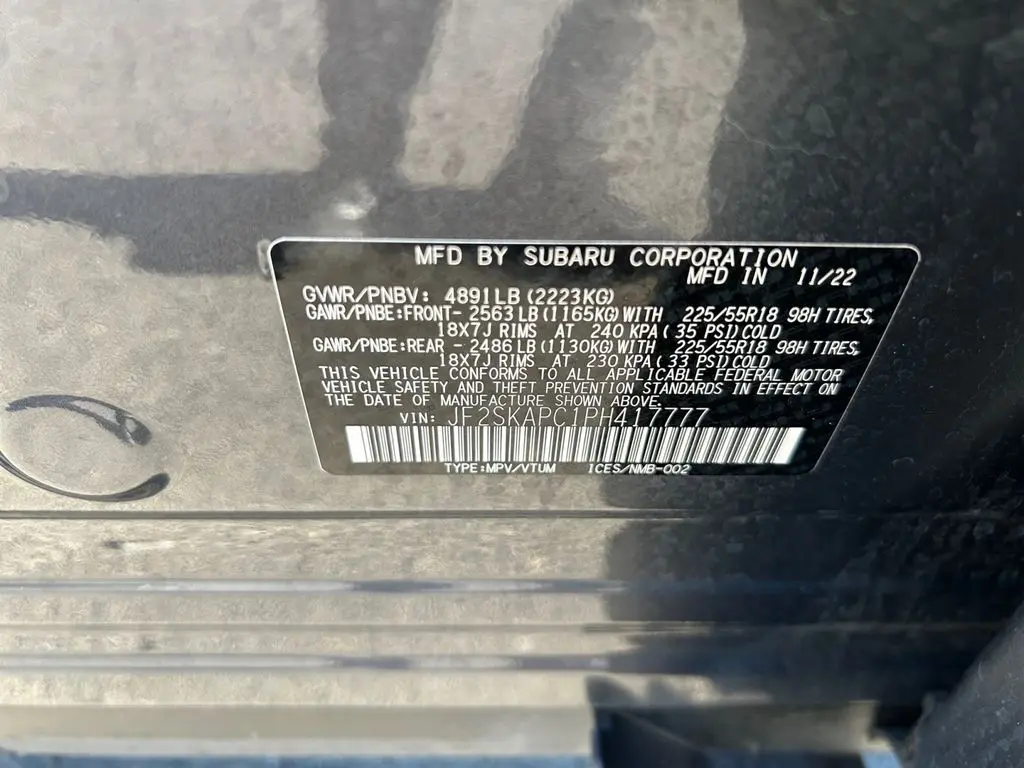 MFD BY SUBARU CORPORATION
MFD IN 11/22
GVWR/PNBV: 4891LB (2223KG)
GAWR/PNBE:FRONT- 2563LB(1165KG)WITH 225/55R18 98H TIRES,
18X7J RIMS AT 240 KPA( 35 PSI)COLD
GAWR/PNBE:REAR - 2486LB(1130KG)WITH 225/55R18 98H TIRES,
18X7J RIMS AT 230 KPA( 33 PSI)COLD
THIS VEHICLE CONFORMS TO ALL APPLICABLE FEDERAL MOTOR
VEHICLE SAFETY AND THEFT PREVENTION STANDARDS IN EFFECT ON
THE DATE OF MANUFACTURE SHOWN ABOVE.
VIN: JF2SKAPC1PH417777
TYPE:MPV/VTUM ICES/NMB-002